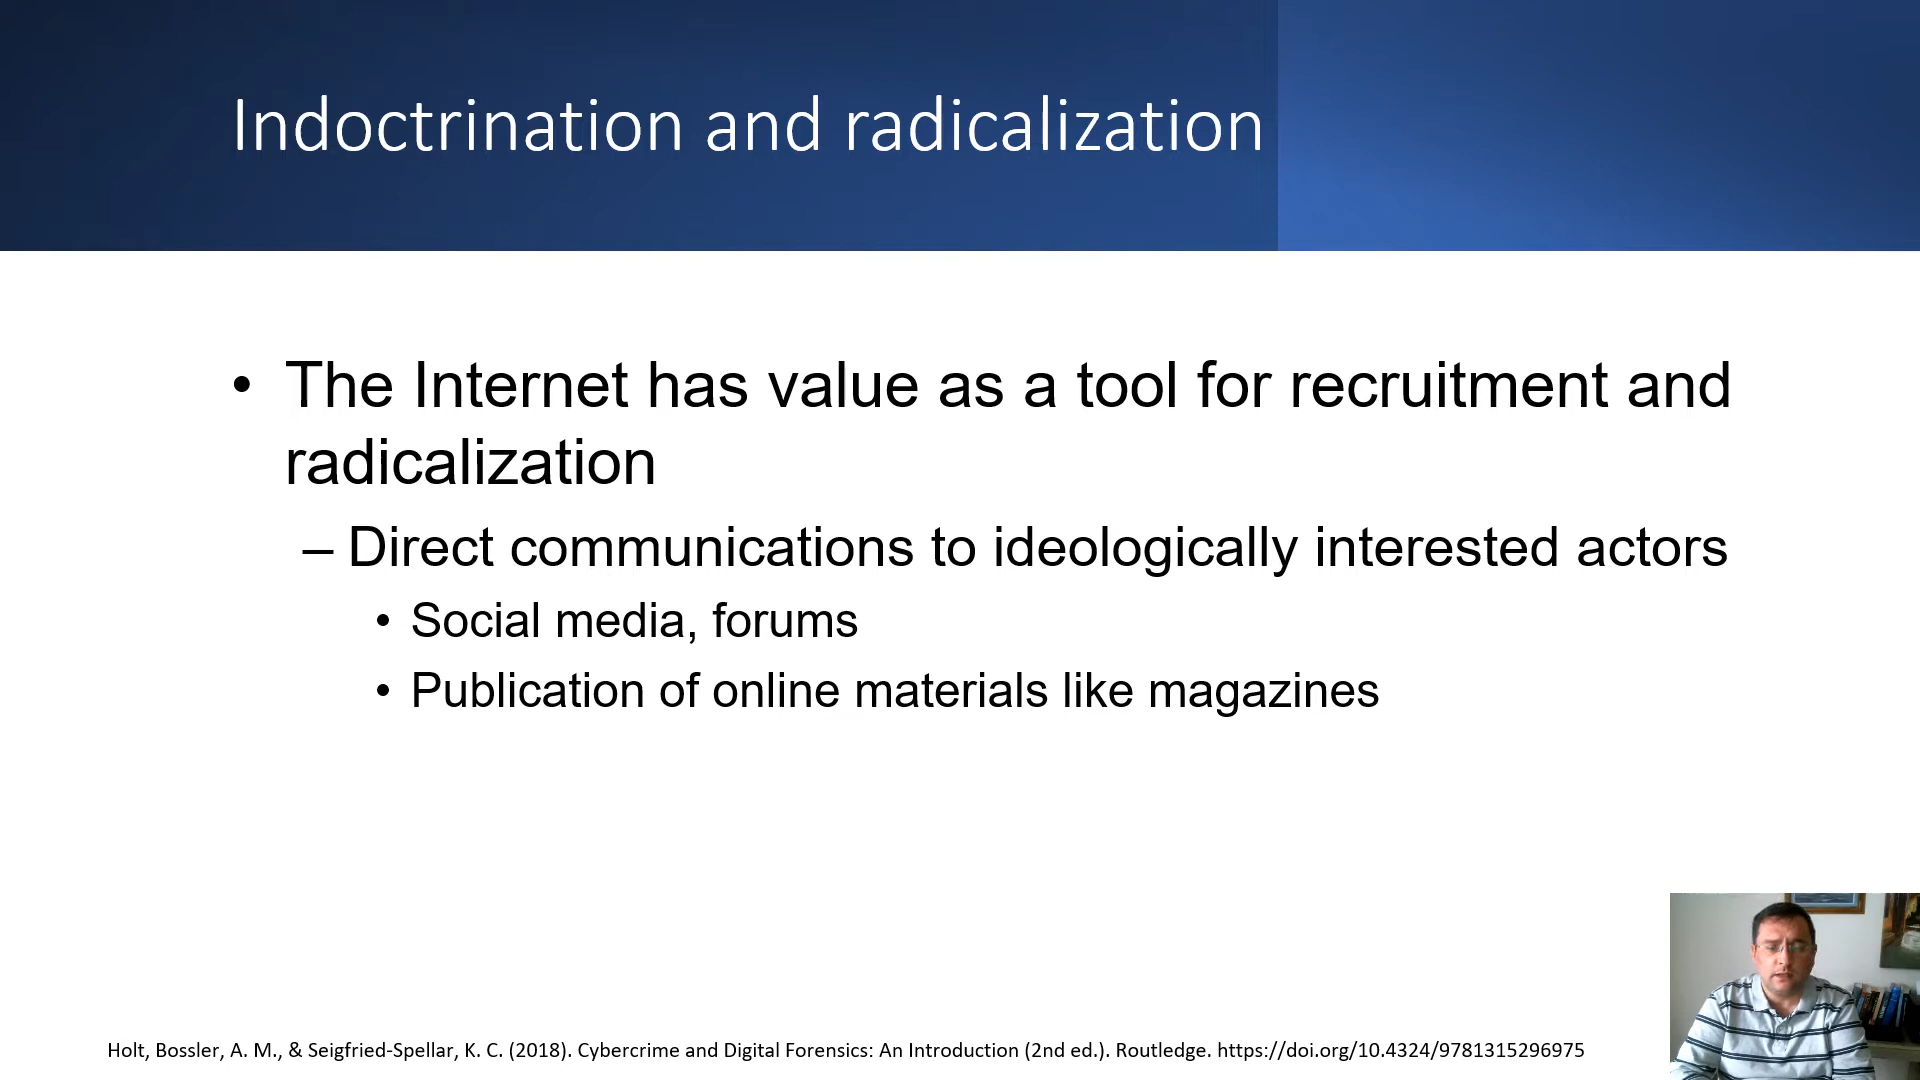 Indoctrination and radicalization
• The Internet has value as a tool for recruitment and
radicalization
– Direct communications to ideologically interested actors
• Social media, forums
• Publication of online materials like magazines
Holt, Bossler, A. M., & Seigfried-Spellar, K. C. (2018). Cybercrime and Digital Forensics: An Introduction (2nd ed.). Routledge. https://doi.org/10.4324/9781315296975